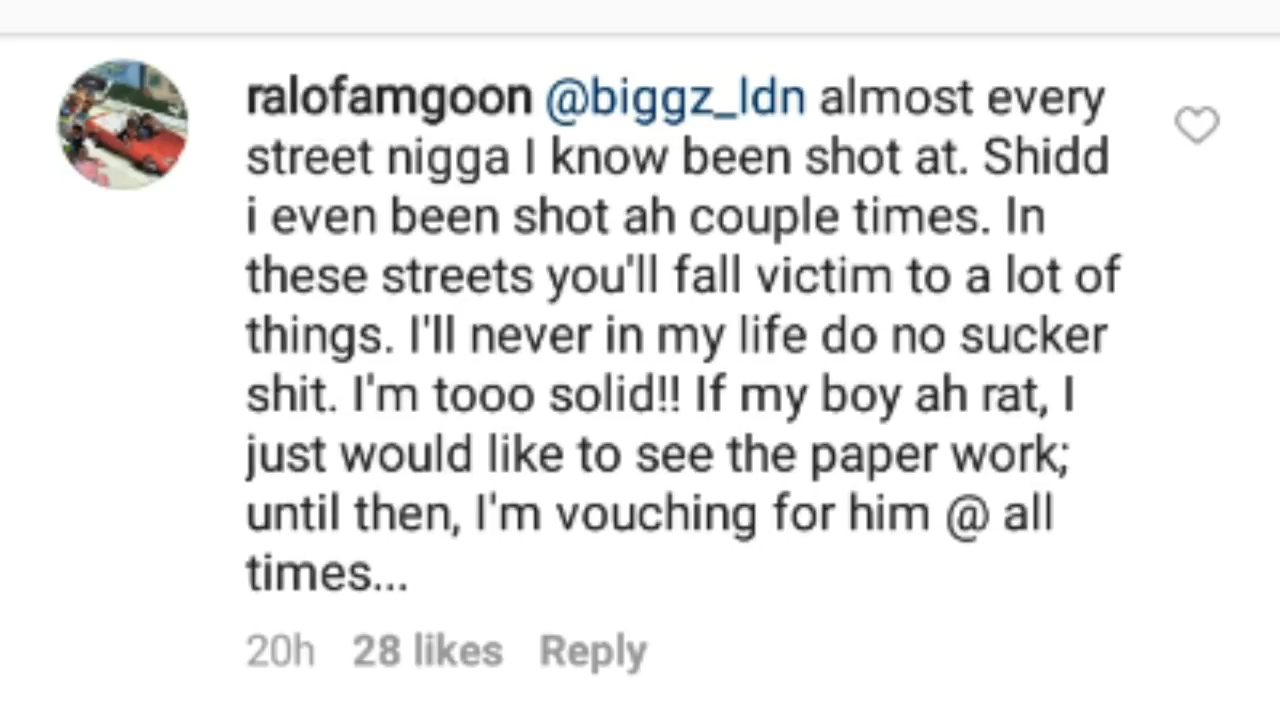 ralofamgoon @biggz_ldn almost every
street nigga I know been shot at. Shidd
i even been shot ah couple times. In
these streets you'll fall victim to a lot of
things. I'll never in my life do no sucker
shit. I'm tooo solid!! If my boy ah rat, I
just would like to see the paper work;
until then, I'm vouching for him @ all
times...
20h 28 likes Reply